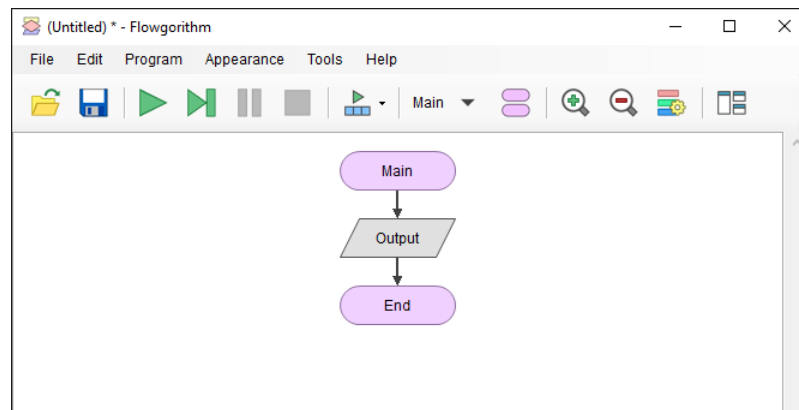 (Untitled) * - Flowgorithm
File Edit Program Appearance Tools Help
Main
Main
Output
End